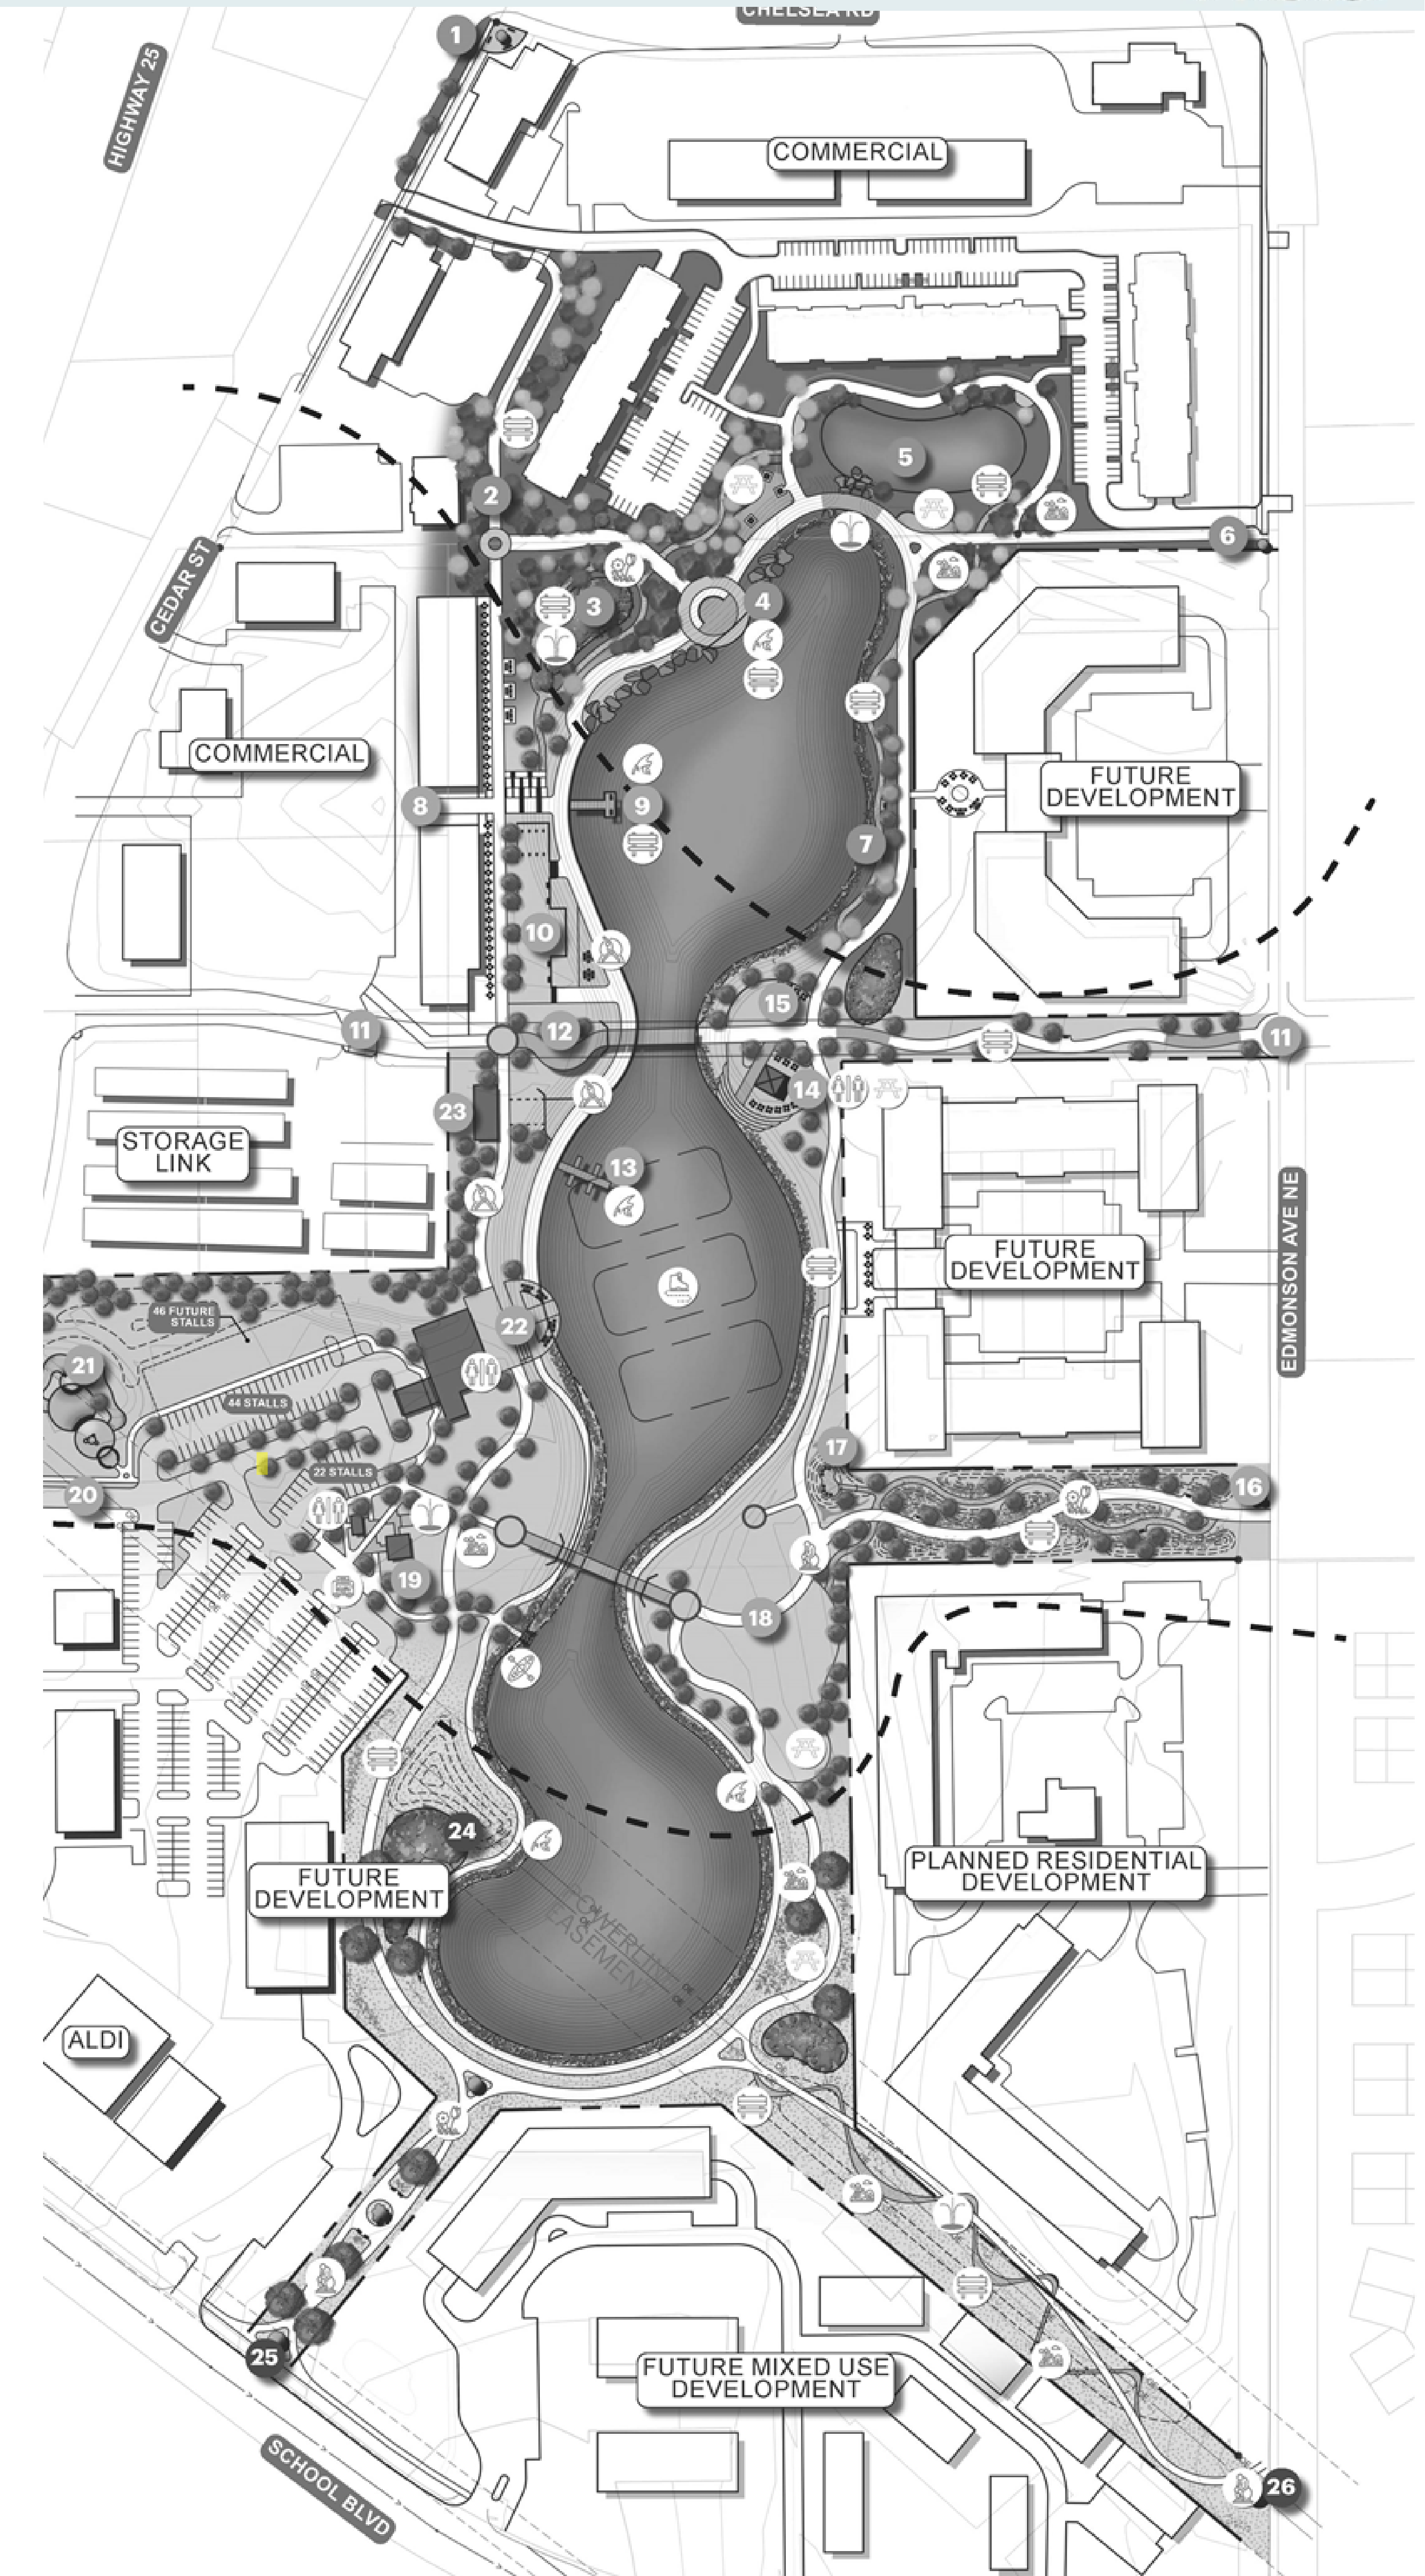 CHELSEA RD
1
HIGHWAY 25
COMMERCIAL
5
2
6
CEDAR ST
3
4
COMMERCIAL
FUTURE
DEVELOPMENT
8
9
7
10
15
11
12
11
14
23
STORAGE
LINK
13
EDMONSON AVE NE
FUTURE
DEVELOPMENT
46 FUTURE
STALLS
22
21
44 STALLS
17
22 STALLS
16
20
19
18
24
PLANNED RESIDENTIAL
DEVELOPMENT
FUTURE
DEVELOPMENT
POWERLINE
EASEMENT
OE
OE
ALDI
25
FUTURE MIXED USE
DEVELOPMENT
SCHOOL BLVD
26